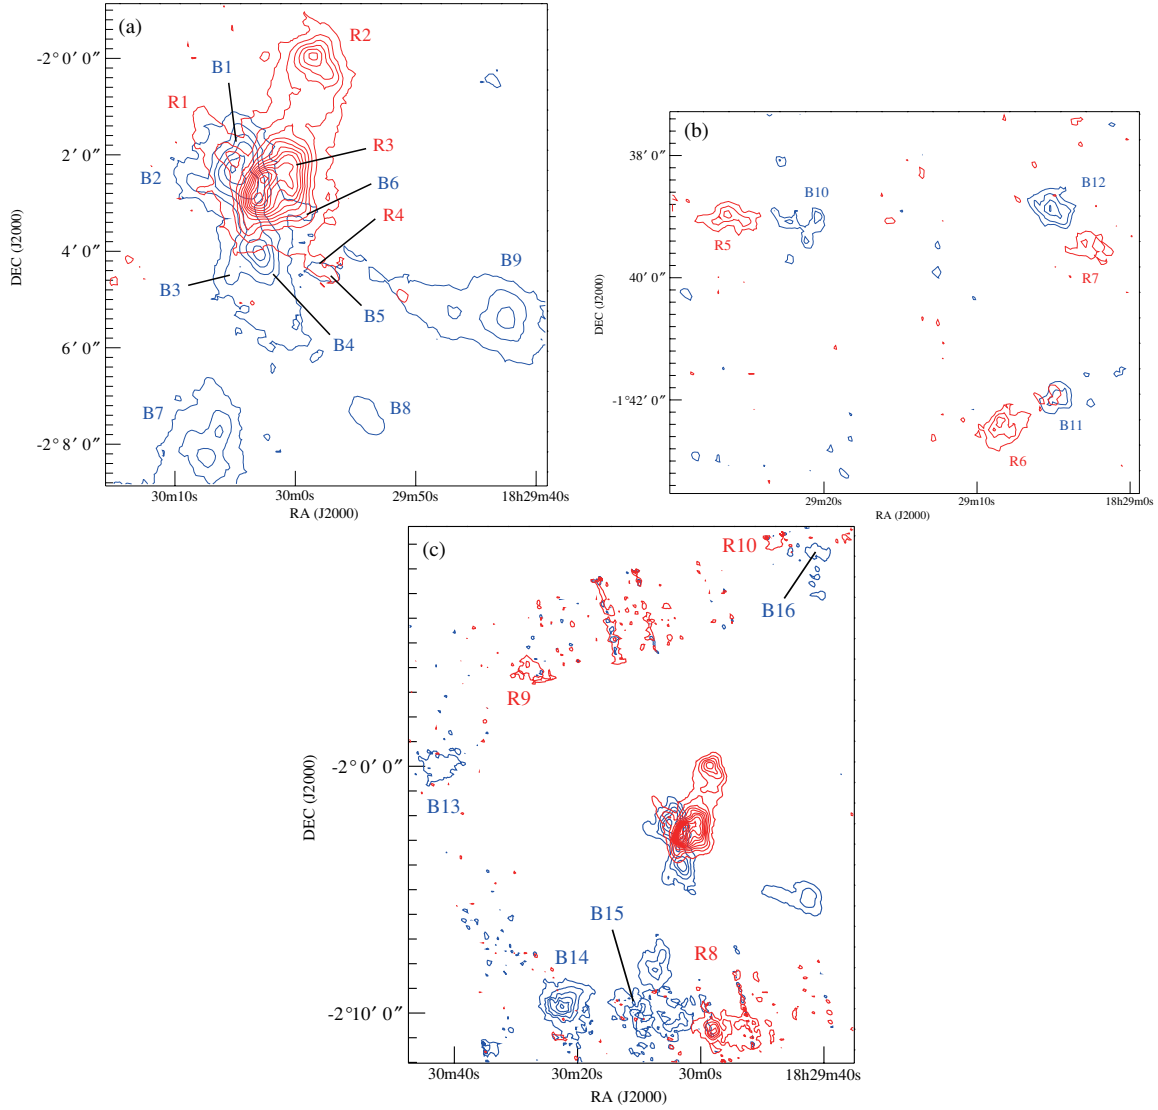 (a)
R2
B1
R1
R3
B2
B6
R4
B9
B3
B5
B4
B7
B8
-2° 0′ 0″
2′ 0″
4′ 0″
6′ 0″
-2° 8′ 0″
DEC (J2000)
30m10s 30m0s 29m50s 18h29m40s
RA (J2000)
(b)
B10
B12
R5
R7
B11
R6
38′ 0″
40′ 0″
-1° 42′ 0″
DEC (J2000)
29m20s 29m10s 18h29m0s
RA (J2000)
(c)
R10
B16
R9
B13
B15
B14
R8
-2° 0′ 0″
-2° 10′ 0″
DEC (J2000)
30m40s 30m20s 30m0s 18h29m40s
RA (J2000)